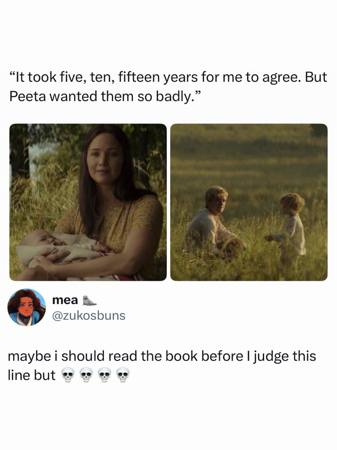 “It took five, ten, fifteen years for me to agree. But
Peeta wanted them so badly.”
mea 🪨
@zukosbuns
maybe i should read the book before I judge this
line but 💀💀💀💀